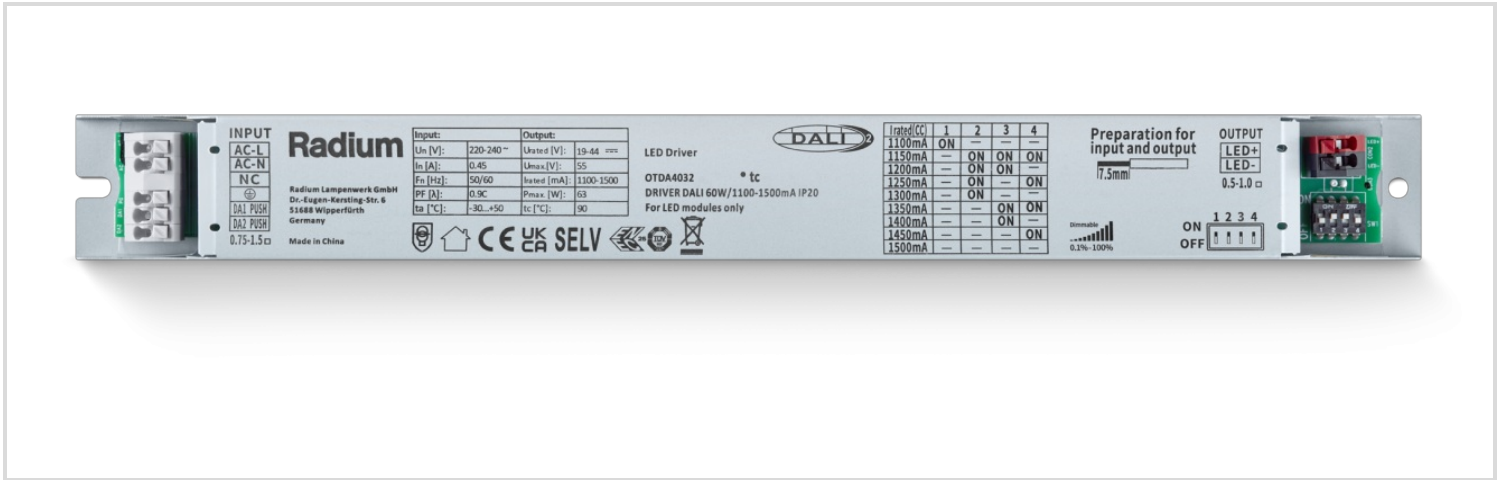 INPUT
AC-L
AC-N
NC
DA1 PUSH
DA2 PUSH
0.75-1.5
Radium
Radium Lampenwerk GmbH
Dr.-Eugen-Kersting-Str. 6
51688 Wipperfürth
Germany
Made in China
Input: Output:
Un [V]: 220-240 ~ Urated [V]: 19-44
In [A]: 0.45 Umax.[V]: 55
Fn [Hz]: 50/60 Irated [mA]: 1100-1500
PF [λ]: 0.9C Pmax. [W]: 63
ta [°C]: -30...+50 tc [°C]: 90
CE UK CA SELV
LED Driver
OTDA4032 • tc
DRIVER DALI 60W/1100-1500mA IP20
For LED modules only
DALI 2
I rated(CC) 1 2 3 4
1100mA ON — — —
1150mA — ON ON ON
1200mA — ON ON —
1250mA — ON — ON
1300mA — ON — —
1350mA — — ON ON
1400mA — — ON —
1450mA — — — ON
1500mA — — — —
Preparation for
input and output
7.5mm
Dimmable
0.1%-100%
OUTPUT
LED+
LED-
0.5-1.0
1 2 3 4
ON
OFF
LED+
LED-
SW1